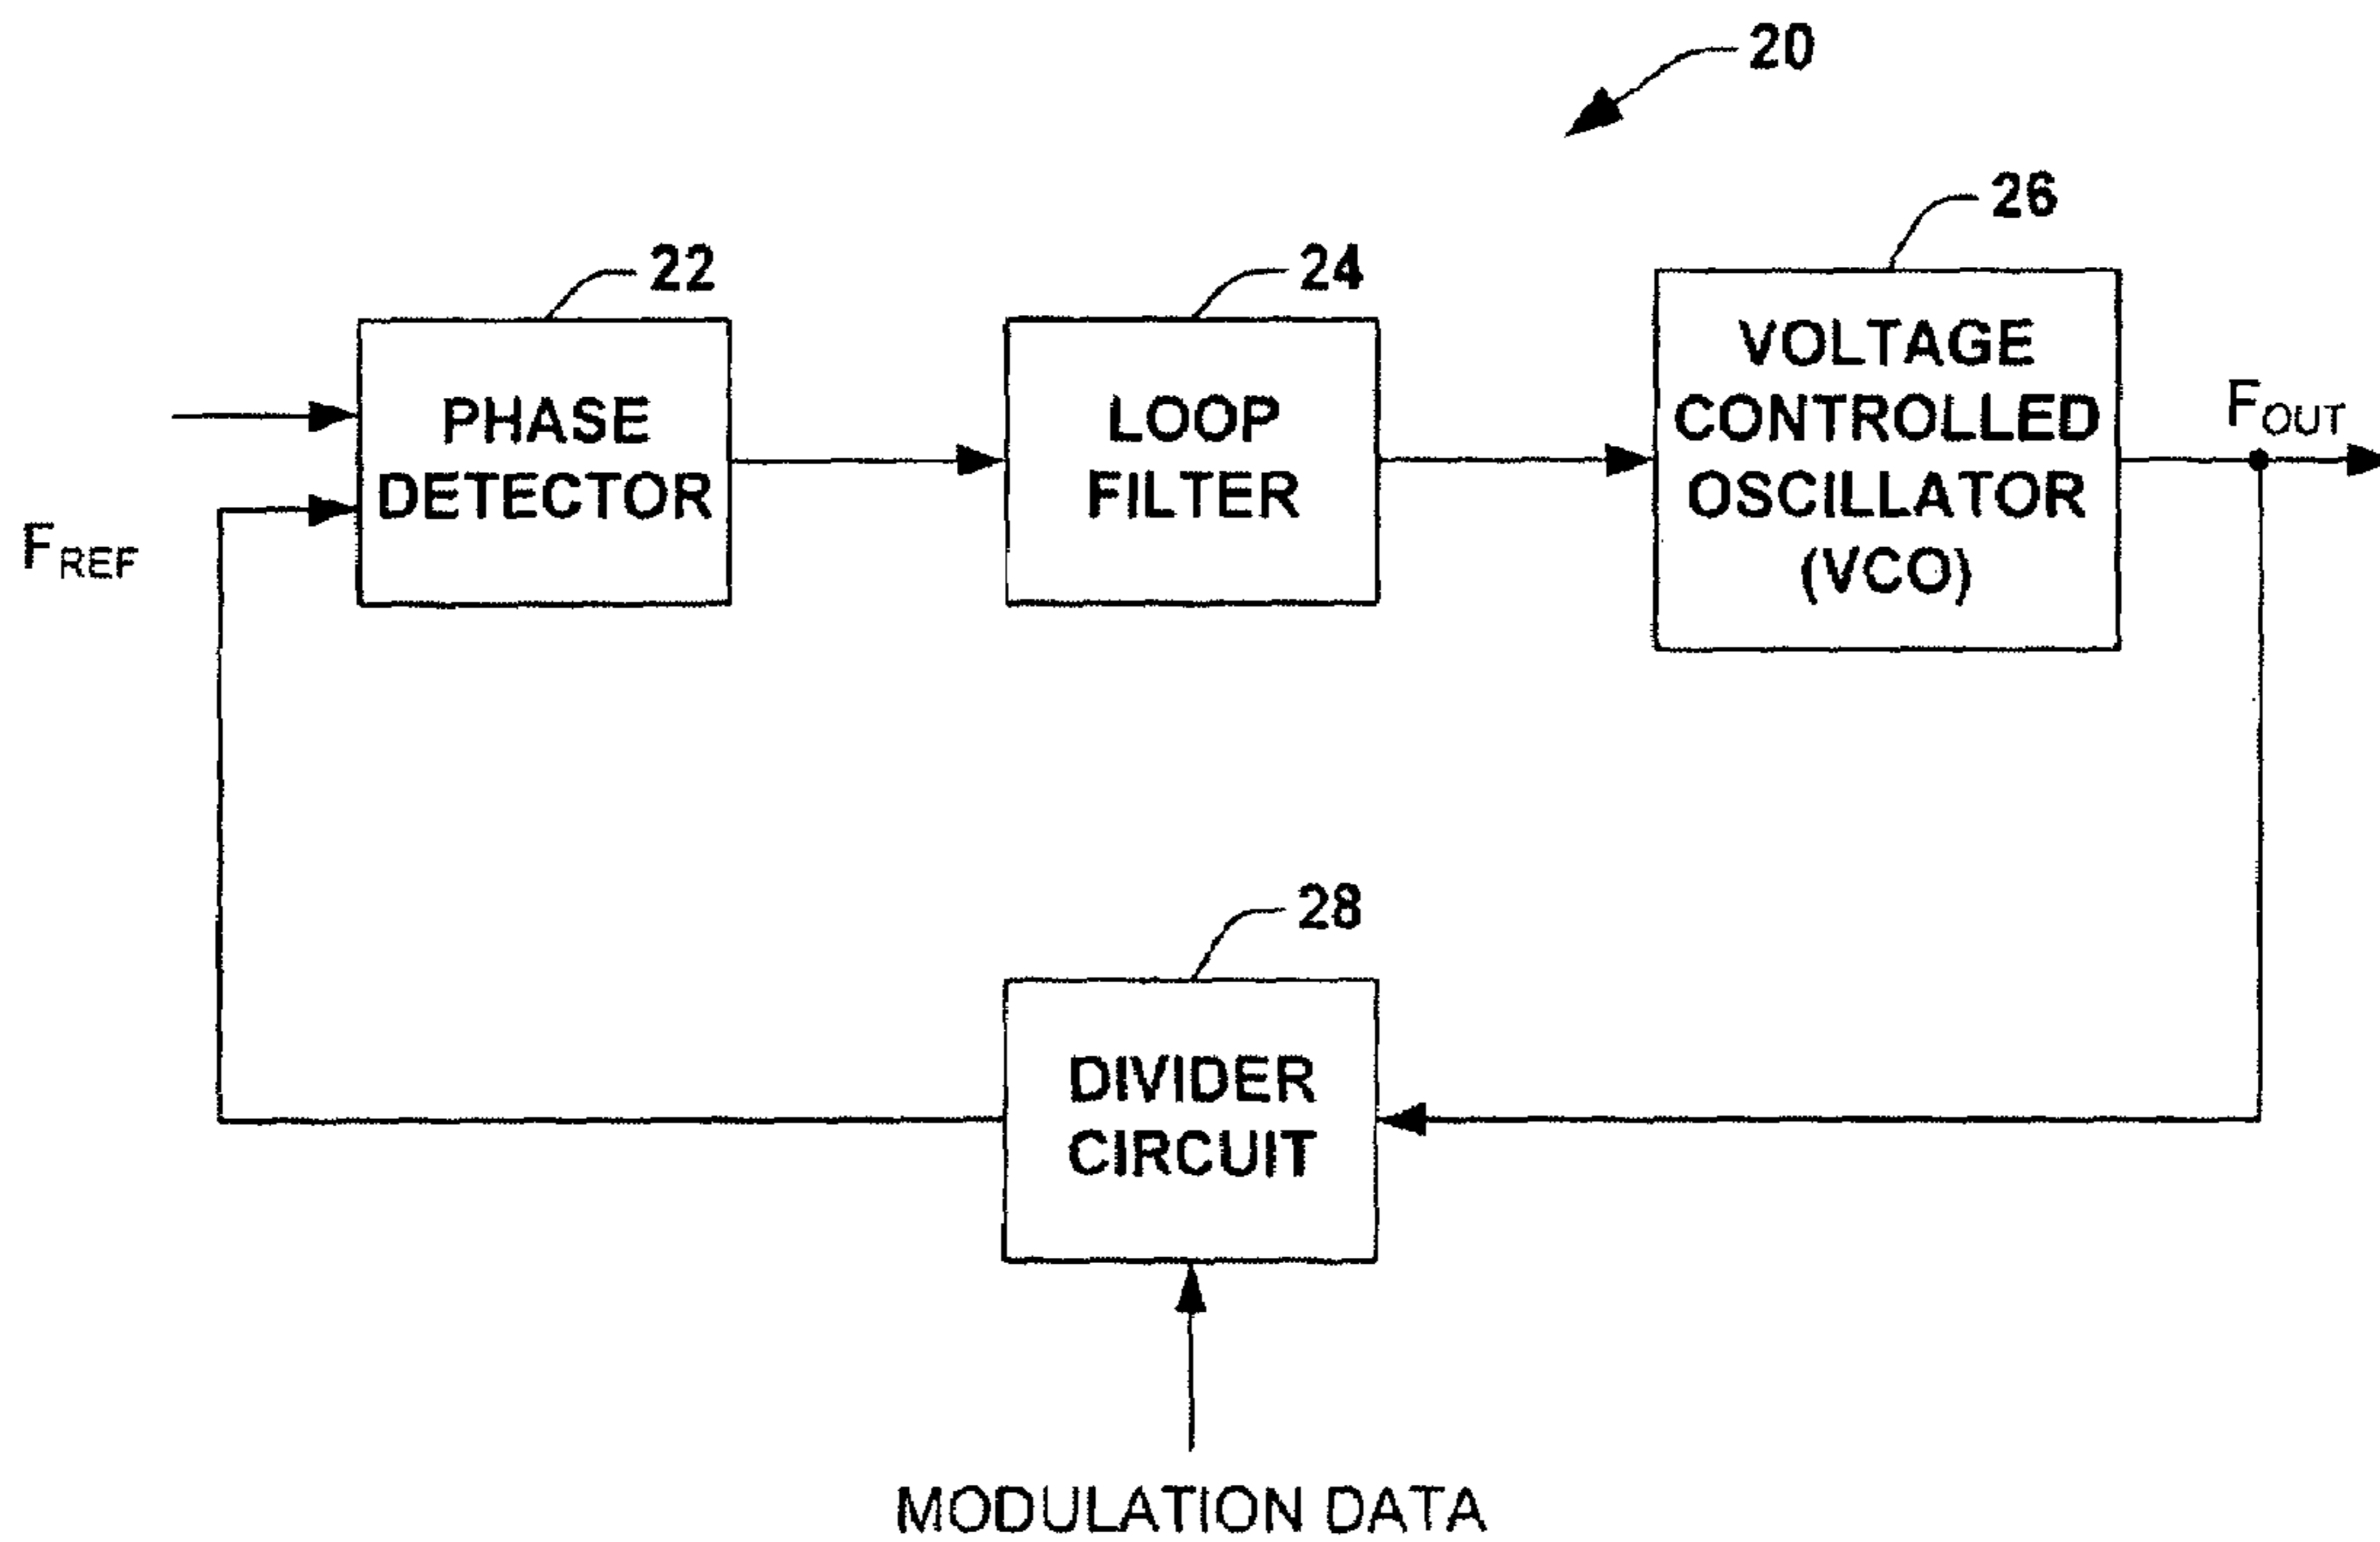 20
22
24
26
PHASE
DETECTOR
LOOP
FILTER
VOLTAGE
CONTROLLED
OSCILLATOR
(VCO)
FOUT
FREF
28
DIVIDER
CIRCUIT
MODULATION DATA